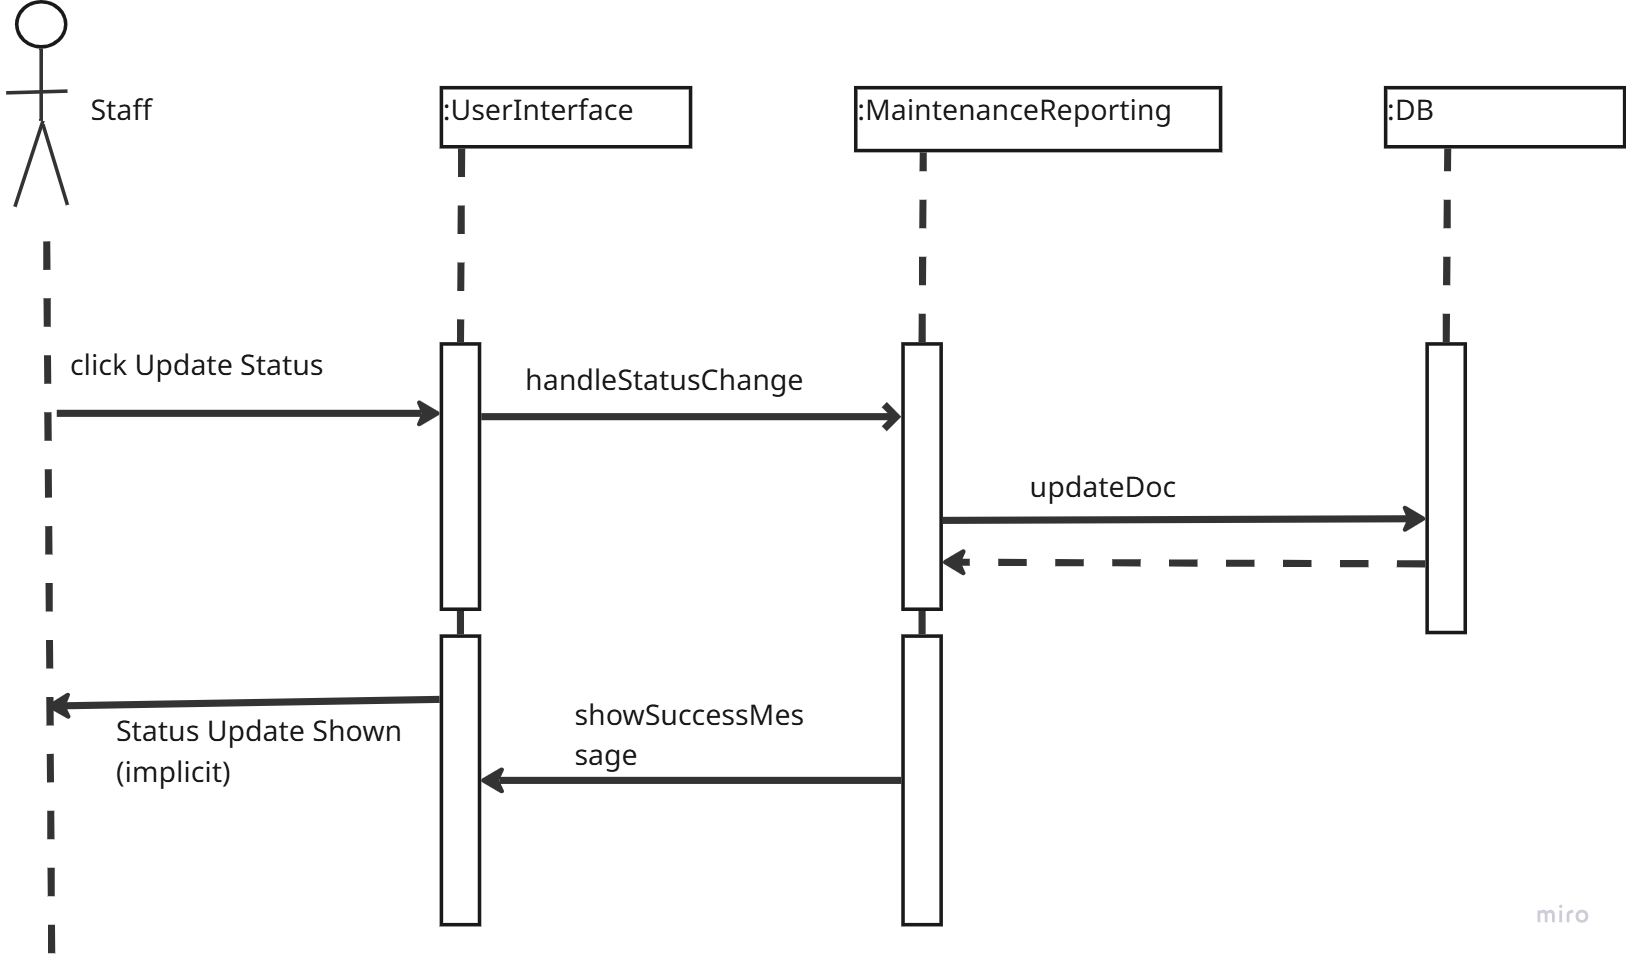 Staff
:UserInterface
:MaintenanceReporting
:DB
click Update Status
handleStatusChange
updateDoc
Status Update Shown
(implicit)
showSuccessMes
sage
miro